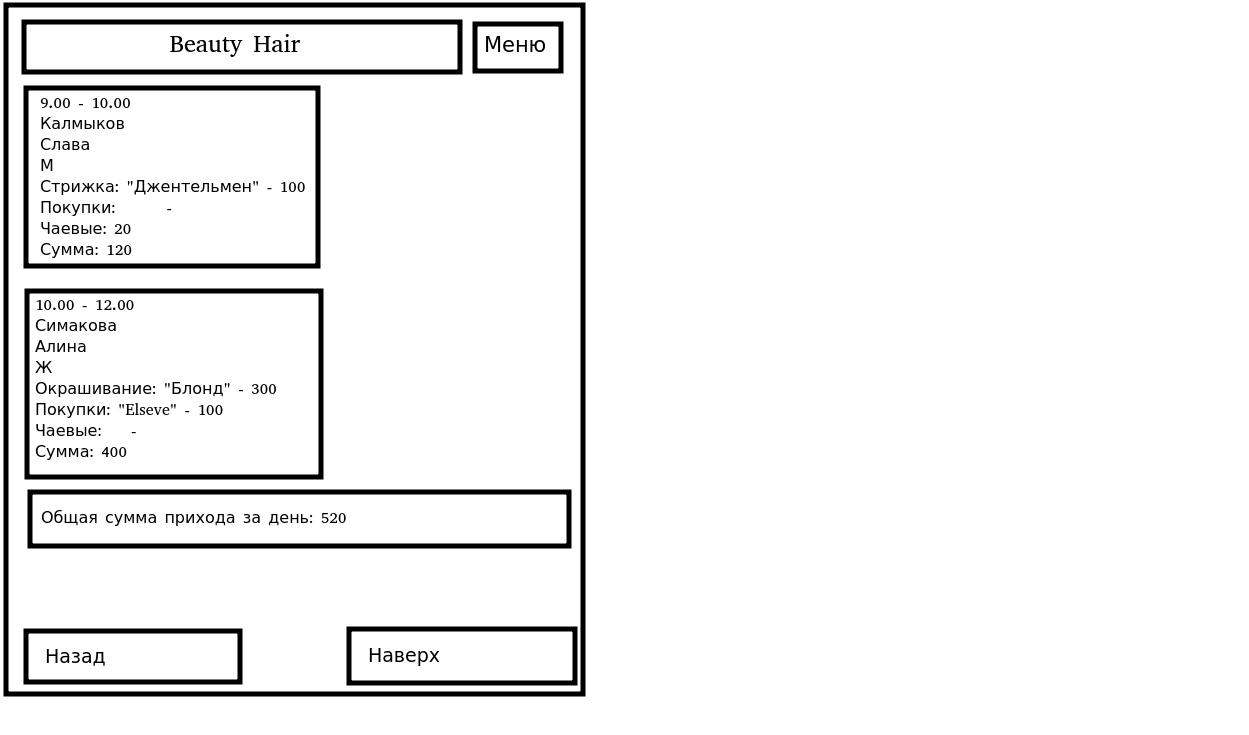 Beauty Hair
Меню
9.00 - 10.00
Калмыков
Слава
М
Стрижка: "Джентельмен" - 100
Покупки: -
Чаевые: 20
Сумма: 120
10.00 - 12.00
Симакова
Алина
Ж
Окрашивание: "Блонд" - 300
Покупки: "Elseve" - 100
Чаевые: -
Сумма: 400
Общая сумма прихода за день: 520
Назад
Наверх